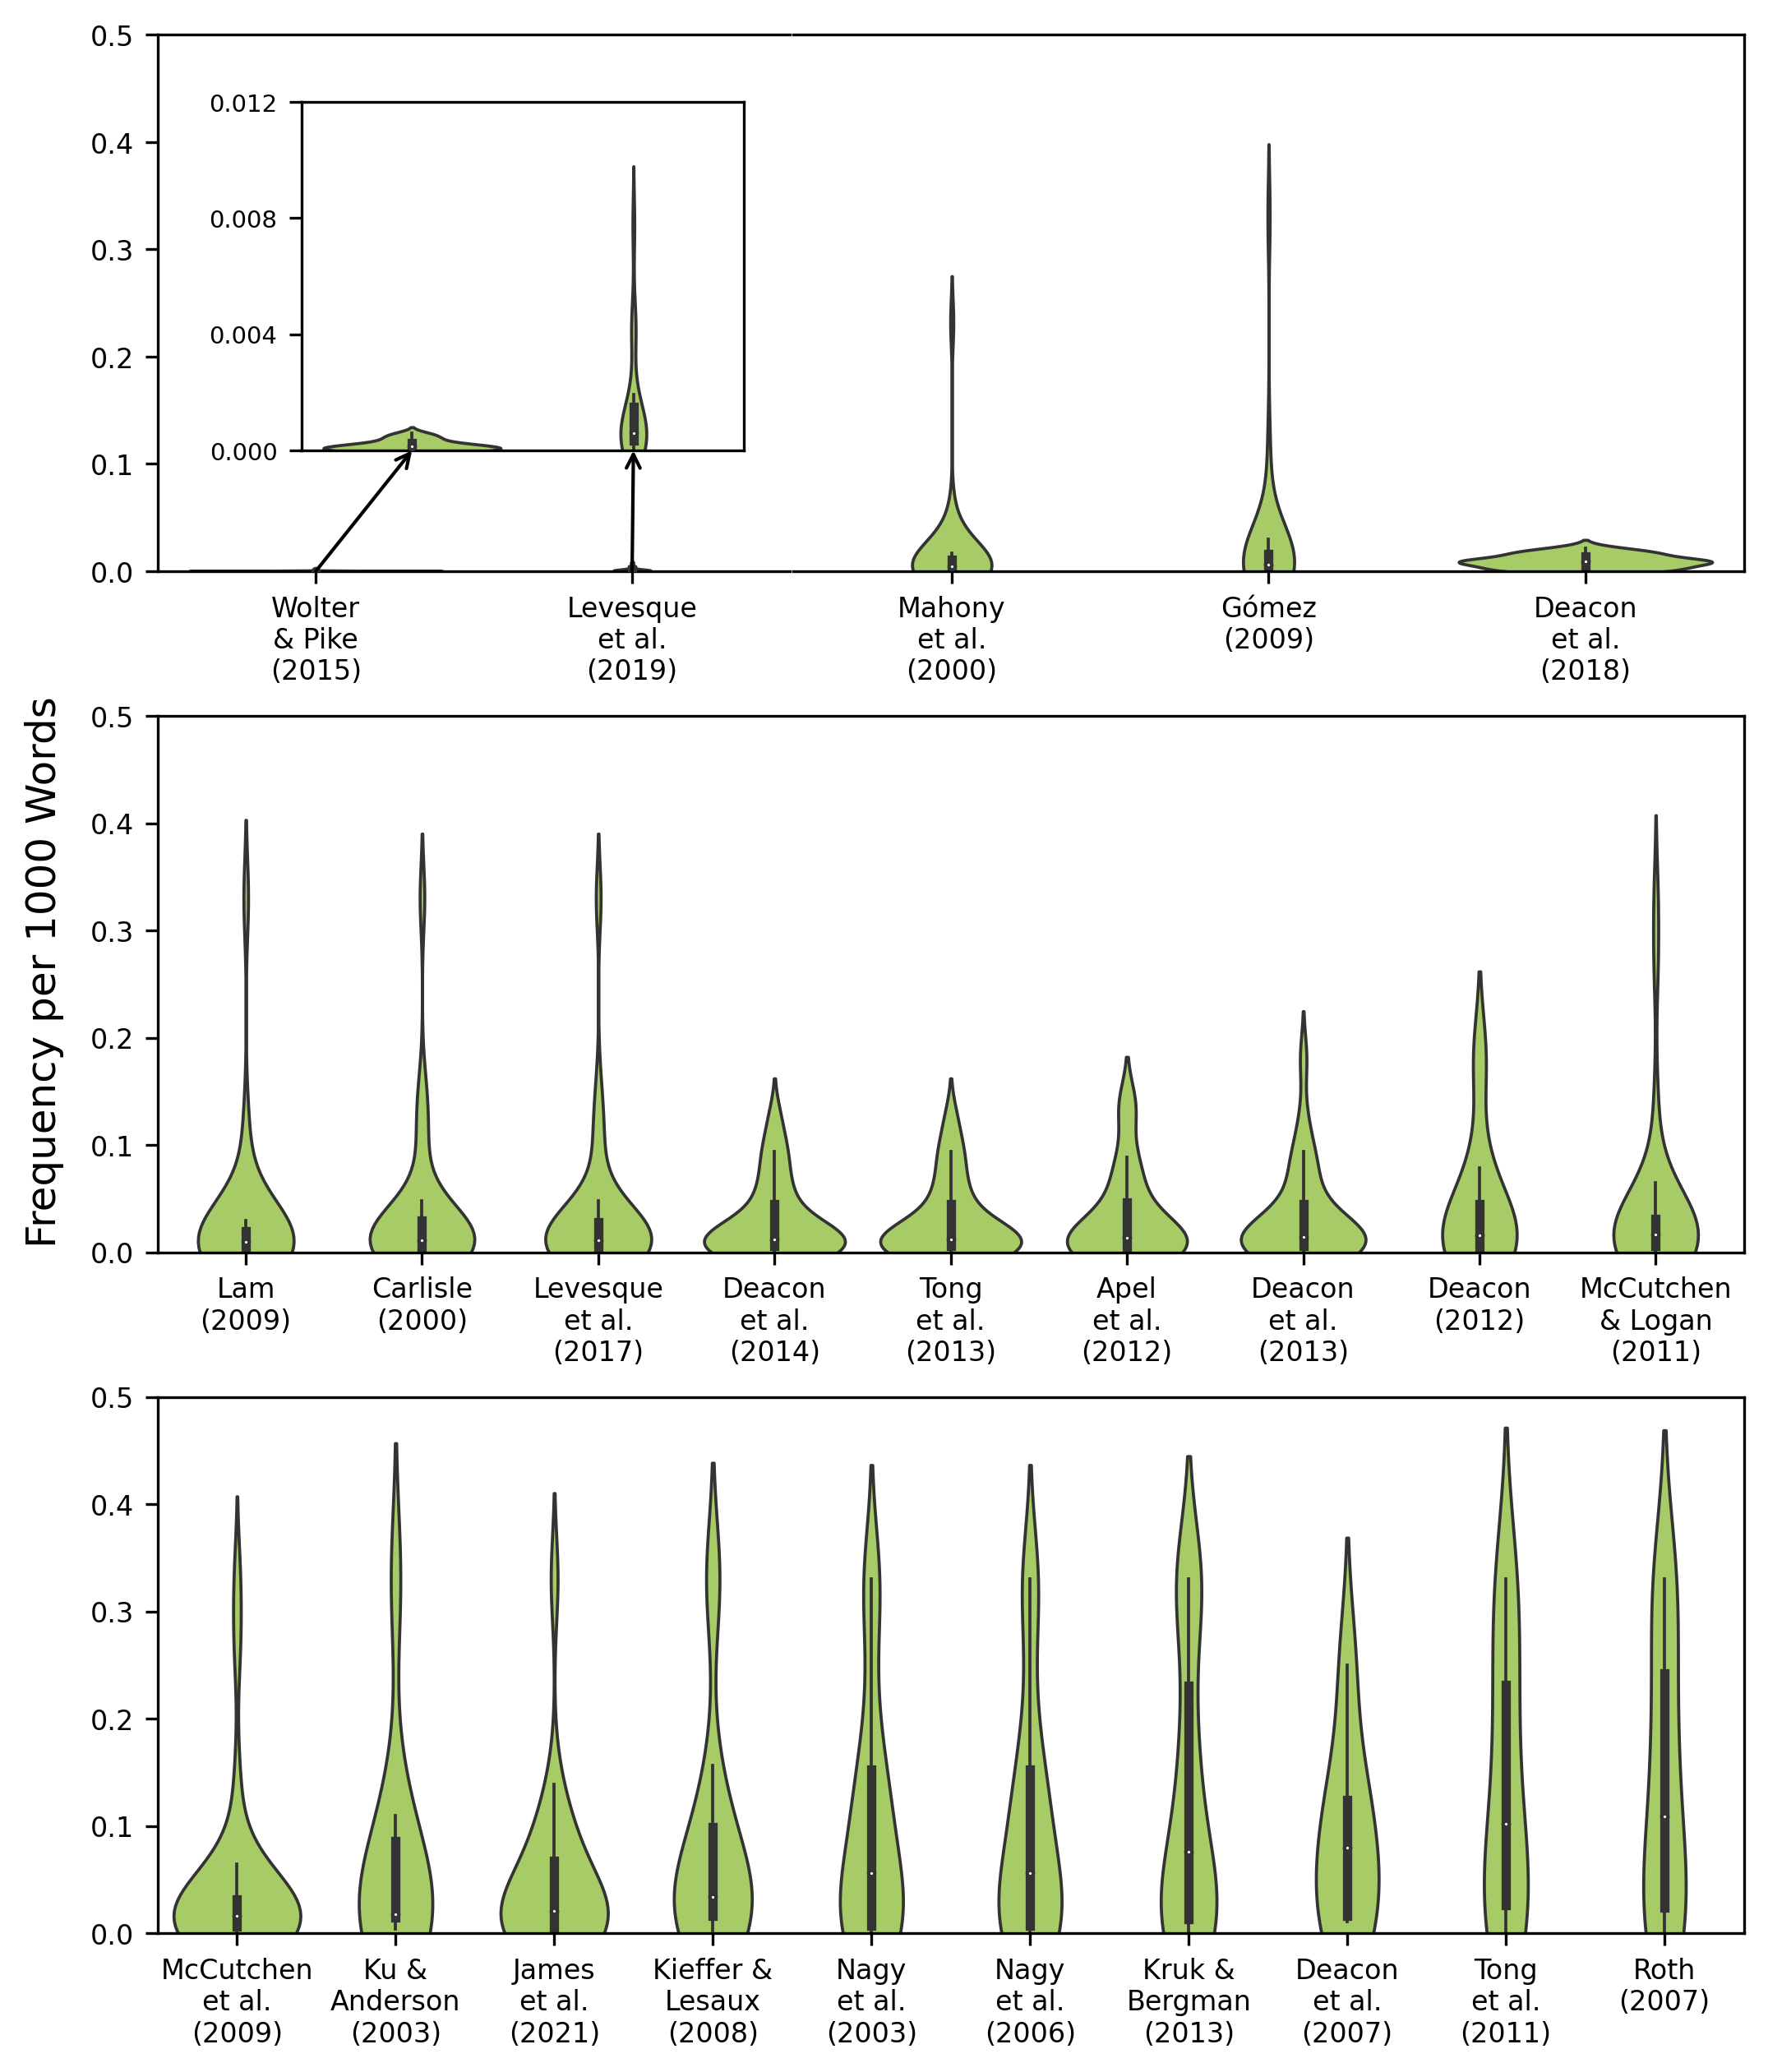 0.5
0.4
0.3
0.2
0.1
0.0
0.012
0.008
0.004
0.000
Wolter
& Pike
(2015)
Levesque
et al.
(2019)
Mahony
et al.
(2000)
Gómez
(2009)
Deacon
et al.
(2018)
Frequency per 1000 Words
0.5
0.4
0.3
0.2
0.1
0.0
Lam
(2009)
Carlisle
(2000)
Levesque
et al.
(2017)
Deacon
et al.
(2014)
Tong
et al.
(2013)
Apel
et al.
(2012)
Deacon
et al.
(2013)
Deacon
(2012)
McCutchen
& Logan
(2011)
0.5
0.4
0.3
0.2
0.1
0.0
McCutchen
et al.
(2009)
Ku &
Anderson
(2003)
James
et al.
(2021)
Kieffer &
Lesaux
(2008)
Nagy
et al.
(2003)
Nagy
et al.
(2006)
Kruk &
Bergman
(2013)
Deacon
et al.
(2007)
Tong
et al.
(2011)
Roth
(2007)